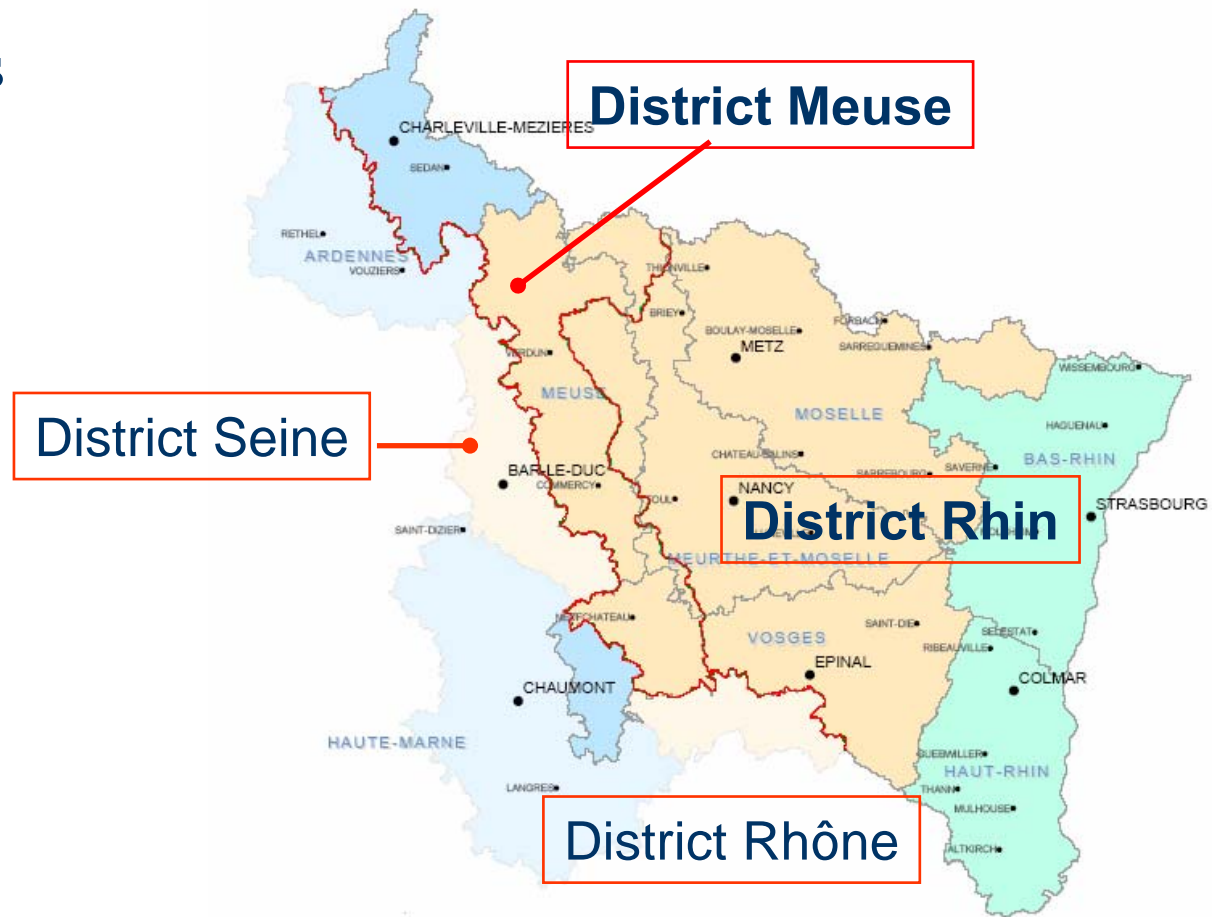 s
District Meuse
CHARLEVILLE-MEZIERES
SEDAN
RETHEL
ARDENNES
VOUZIERS
THIONVILLE
BRIEY
FORBACH
BOULAY-MOSELLE
METZ
SARREGUEMINES
VERDUN
WISSEMBOURG
MEUSE
MOSELLE
District Seine
HAGUENAU
CHATEAU-SALINS
BAS-RHIN
BAR-LE-DUC
SARREBOURG
SAVERNE
COMMERCY
TOUL
NANCY
STRASBOURG
District Rhin
SAINT-DIZIER
MEURTHE-ET-MOSELLE
NEUFCHATEAU
VOSGES
SAINT-DIE
SELESTAT
RIBEAUVILLE
EPINAL
COLMAR
CHAUMONT
HAUTE-MARNE
GUEBWILLER
HAUT-RHIN
LANGRES
THANN
MULHOUSE
District Rhône
ALTKIRCH